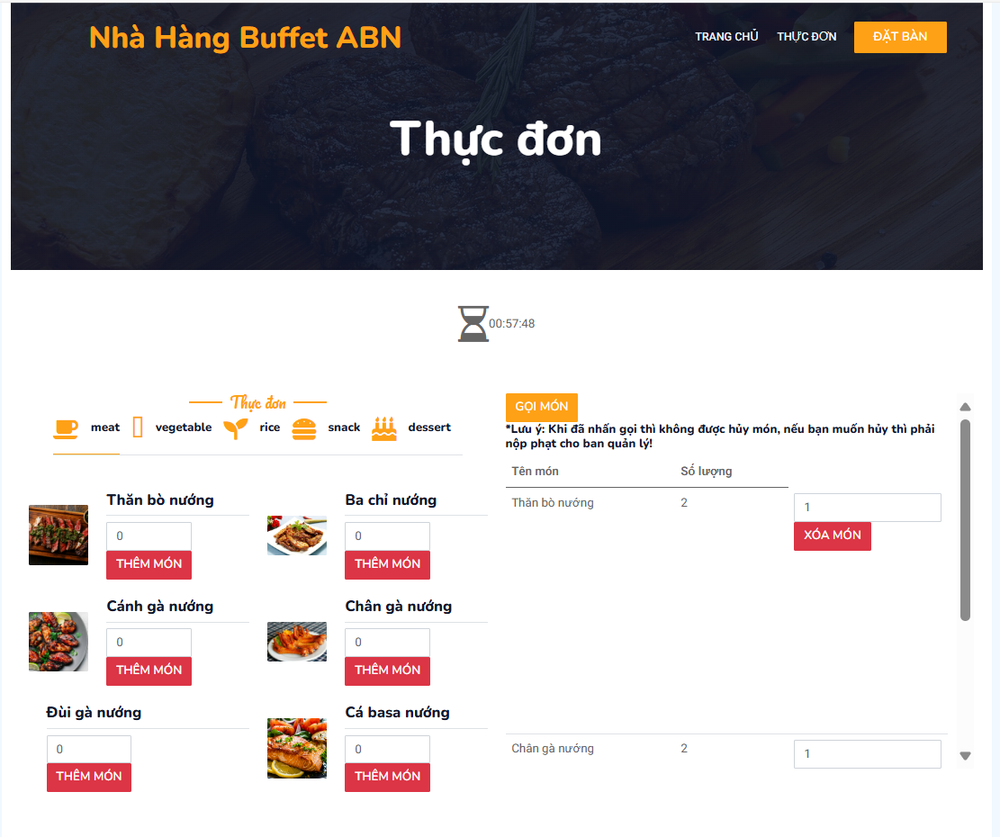 Nhà Hàng Buffet ABN
TRANG CHỦ
THỰC ĐƠN
ĐẶT BÀN
Thực đơn
00:57:48
Thực đơn
meat
vegetable
rice
snack
dessert
Thăn bò nướng
0
THÊM MÓN
Ba chỉ nướng
0
THÊM MÓN
Cánh gà nướng
0
THÊM MÓN
Chân gà nướng
0
THÊM MÓN
Đùi gà nướng
0
THÊM MÓN
Cá basa nướng
0
THÊM MÓN
GỌI MÓN
*Lưu ý: Khi đã nhấn gọi thì không được hủy món, nếu bạn muốn hủy thì phải
nộp phạt cho ban quản lý!
Tên món Số lượng
Thăn bò nướng 2 1
XÓA MÓN
Chân gà nướng 2 1